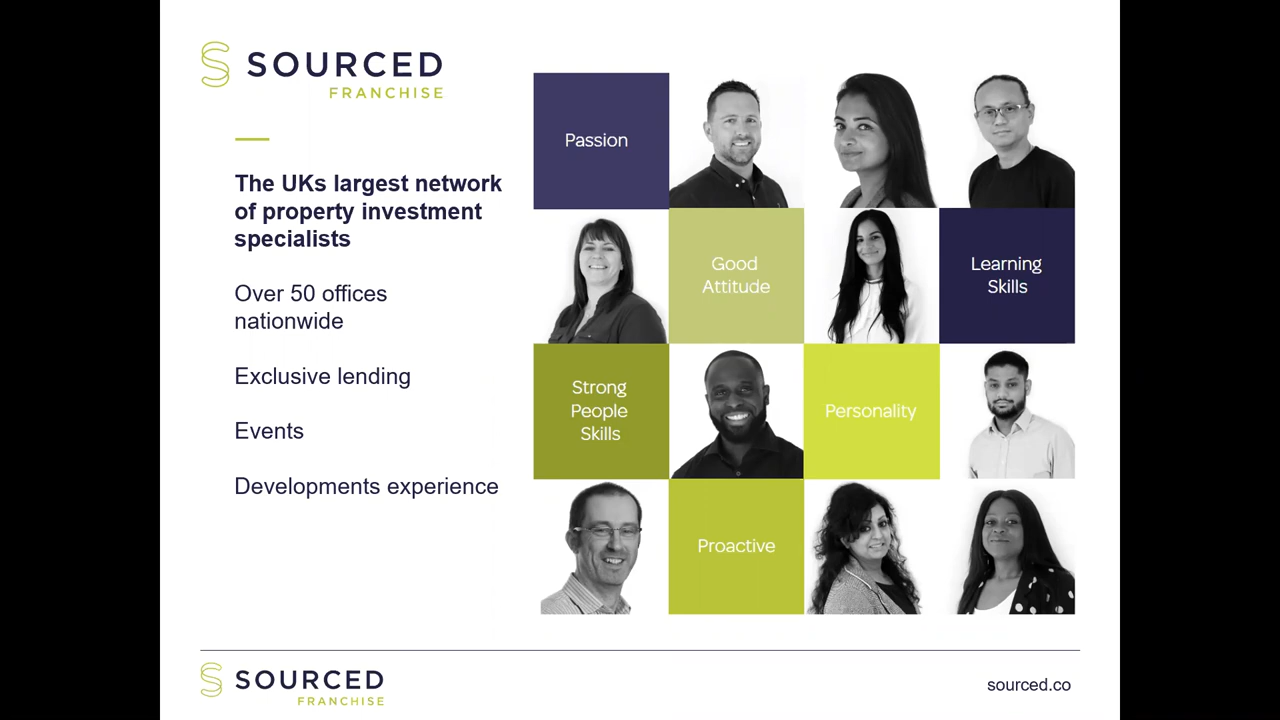 SOURCED
FRANCHISE
The UKs largest network
of property investment
specialists
Over 50 offices
nationwide
Exclusive lending
Events
Developments experience
Passion
Good
Attitude
Learning
Skills
Strong
People
Skills
Personality
Proactive
SOURCED
FRANCHISE
sourced.co